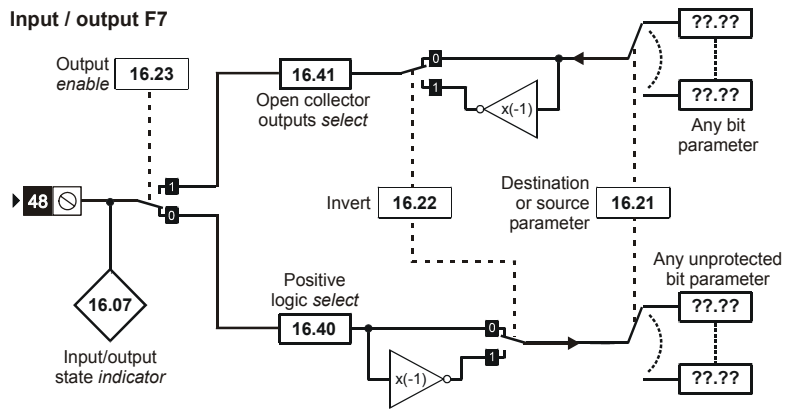 Input / output F7
Output
enable
16.23
16.41
Open collector
outputs select
0
1
x(-1)
??.??
??.??
Any bit
parameter
48
1
0
Invert
16.22
Destination
or source
parameter
16.21
16.07
Input/output
state indicator
Positive
logic select
16.40
0
1
x(-1)
Any unprotected
bit parameter
??.??
??.??